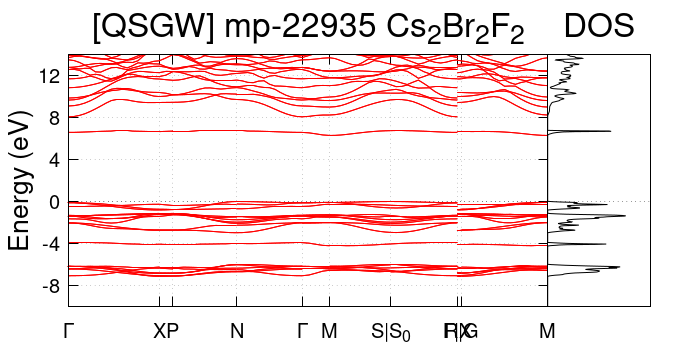 [QSGW] mp-22935 Cs₂Br₂F₂ DOS
Energy (eV)
12
8
4
0
-4
-8
Γ X P N Γ M S|S₀ M